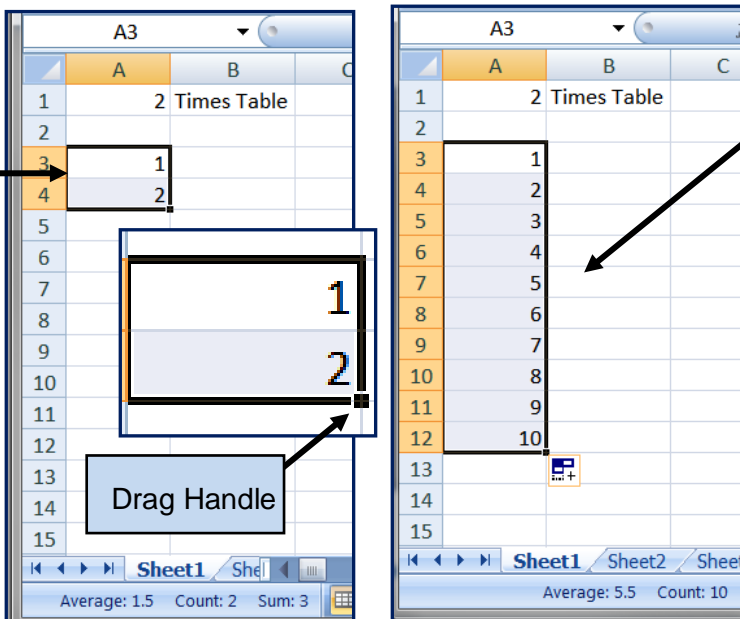 A3
A B C
1 2 Times Table
2
3 1
4 2
5
6
7
8
9
10
11
12
13
14
15
1
2
Drag Handle
Sheet1 She
Average: 1.5 Count: 2 Sum: 3
A3
A B C
1 2 Times Table
2
3 1
4 2
5 3
6 4
7 5
8 6
9 7
10 8
11 9
12 10
13
14
15
Sheet1 Sheet2 Sheet
Average: 5.5 Count: 10